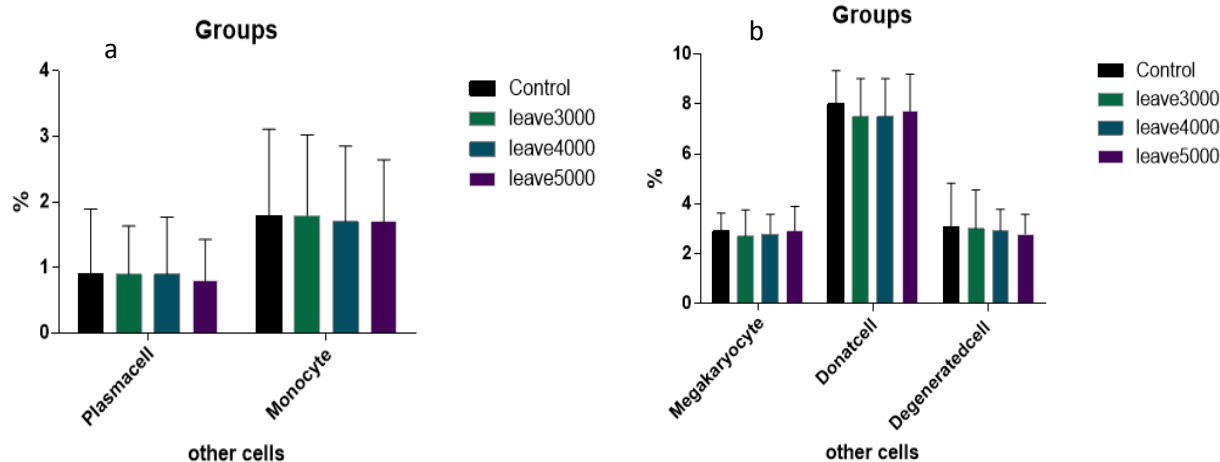 Groups
a
4
3
2
1
0
%
Plasmacell
Monocyte
other cells
Control
leave3000
leave4000
leave5000
Groups
b
10
8
6
4
2
0
%
Megakaryocyte
Donatcell
Degeneratedcell
other cells
Control
leave3000
leave4000
leave5000